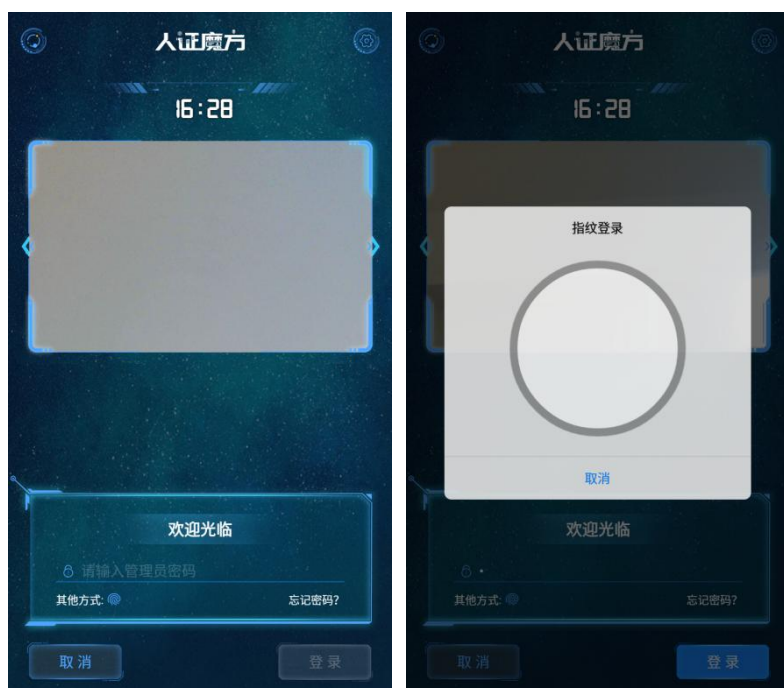 人证魔方
16:28
欢迎光临
请输入管理员密码
其他方式:
忘记密码?
取消
登录
人证魔方
16:28
指纹登录
取消
欢迎光临
其他方式:
忘记密码?
取消
登录